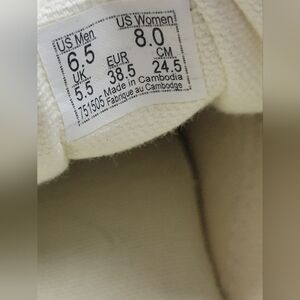 US Men US Women
6.5 8.0
UK EUR CM
5.5 38.5 24.5
751505 Made in Cambodia
Fabrique au Cambodge